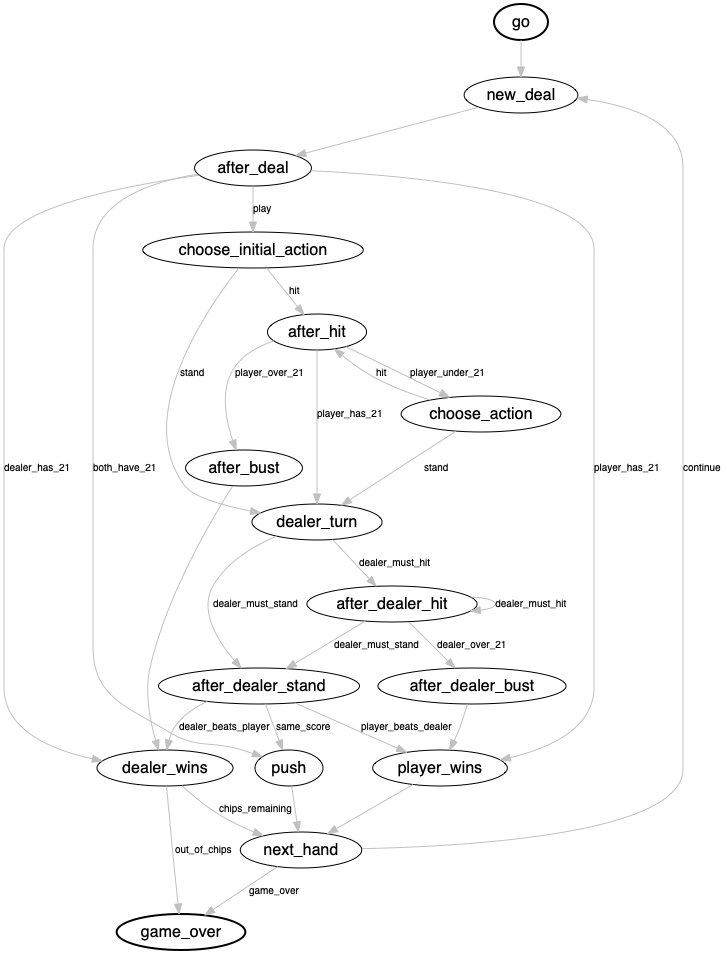 go
new_deal
after_deal
play
choose_initial_action
hit
after_hit
stand
player_over_21
hit
player_under_21
player_has_21
choose_action
dealer_has_21
both_have_21
after_bust
stand
player_has_21
continue
dealer_turn
dealer_must_hit
dealer_must_stand
after_dealer_hit
dealer_must_hit
dealer_must_stand
dealer_over_21
after_dealer_stand
after_dealer_bust
dealer_beats_player
same_score
player_beats_dealer
dealer_wins
push
player_wins
chips_remaining
out_of_chips
next_hand
game_over
game_over